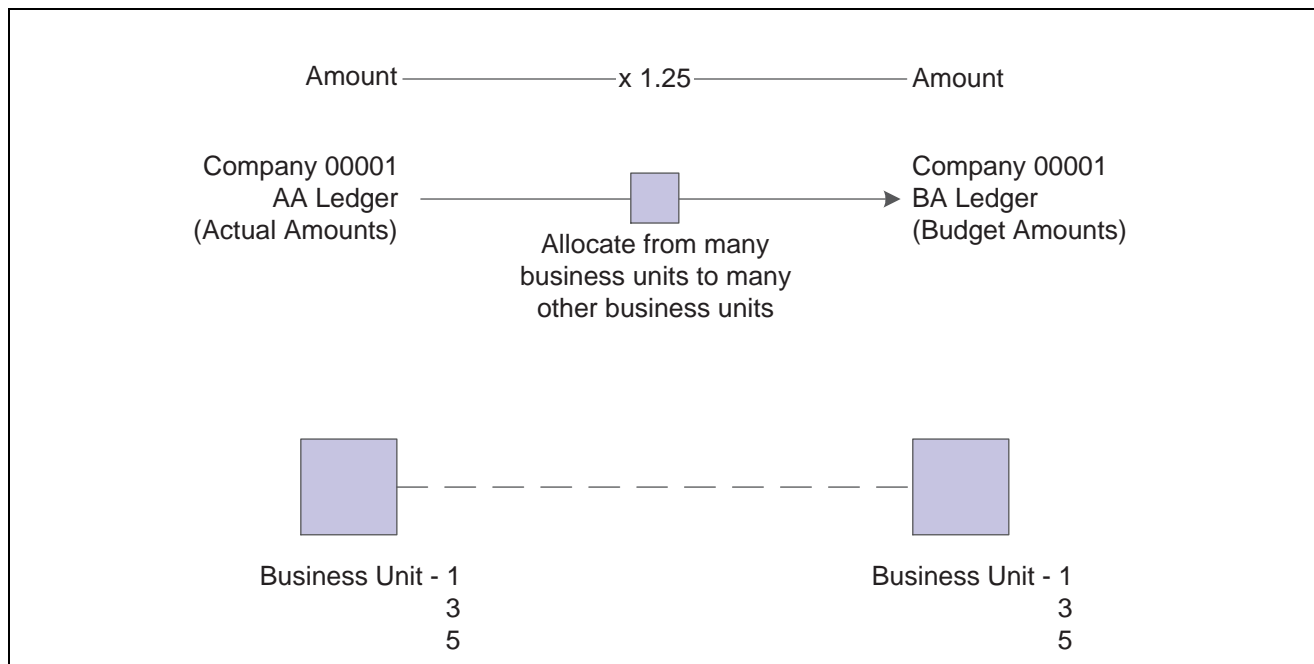 Amount x 1.25 Amount
Company 00001
AA Ledger
(Actual Amounts)
Allocate from many
business units to many
other business units
Company 00001
BA Ledger
(Budget Amounts)
Business Unit - 1
3
5
Business Unit - 1
3
5